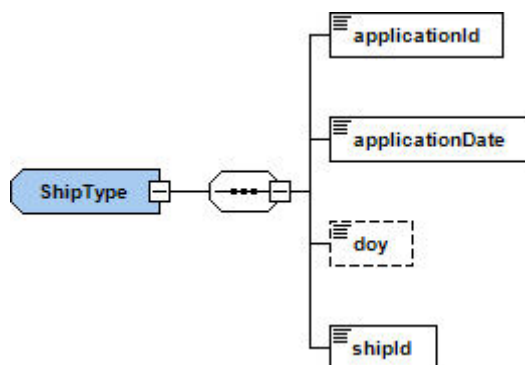 applicationId
applicationDate
ShipType
doy
shipId